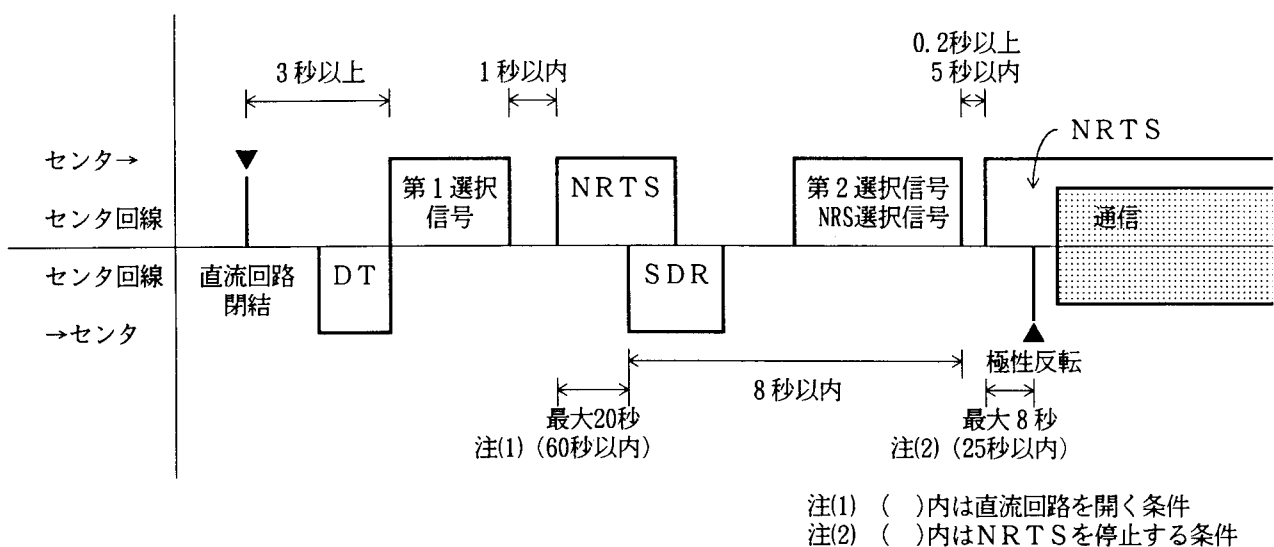 0.2秒以上
5秒以内
3秒以上
1秒以内
NRTS
センタ→
センタ回線
第1選択
信号
NRTS
第2選択信号
NRS選択信号
通信
センタ回線
→センタ
直流回路
閉結
DT
SDR
極性反転
8秒以内
最大20秒
注(1)(60秒以内)
最大8秒
注(2)(25秒以内)
注(1) ( )内は直流回路を開く条件
注(2) ( )内はNRTSを停止する条件